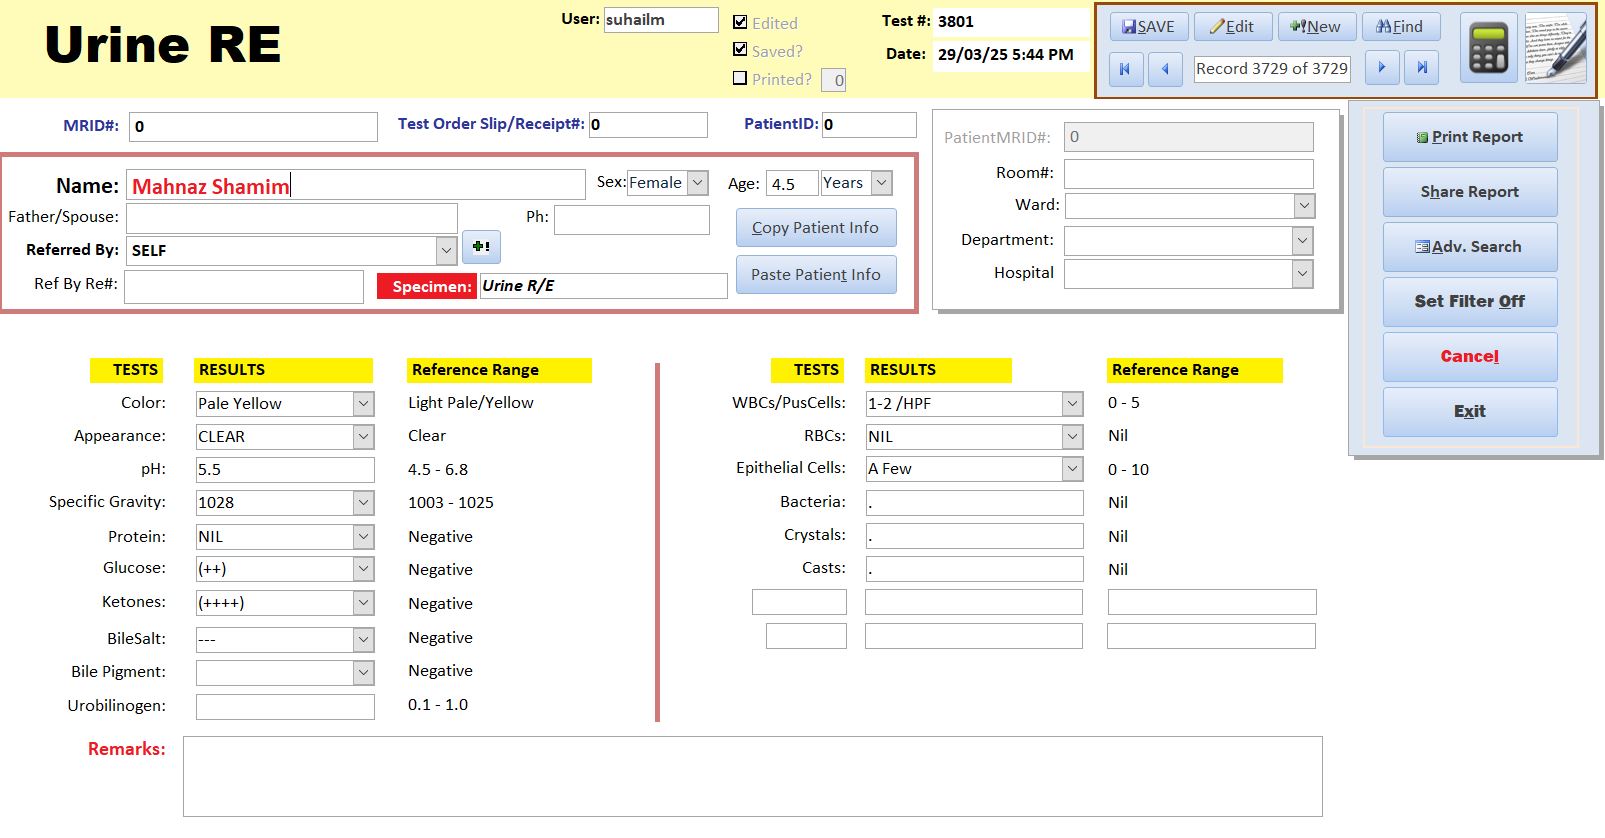 Urine RE
User: suhailm
Edited
Saved?
Printed? 0
Test #: 3801
Date: 29/03/25 5:44 PM
SAVE Edit New Find
Record 3729 of 3729
MRID#: 0
Test Order Slip/Receipt#: 0
PatientID: 0
Name: Mahnaz Shamim
Sex: Female
Age: 4.5 Years
Father/Spouse:
Ph:
Referred By: SELF
Ref By Re#:
Specimen: Urine R/E
Copy Patient Info
Paste Patient Info
PatientMRID#: 0
Room#:
Ward:
Department:
Hospital
Print Report
Share Report
Adv. Search
Set Filter Off
Cancel
Exit
TESTS RESULTS Reference Range
Color: Pale Yellow Light Pale/Yellow
Appearance: CLEAR Clear
pH: 5.5 4.5 - 6.8
Specific Gravity: 1028 1003 - 1025
Protein: NIL Negative
Glucose: (++) Negative
Ketones: (++++) Negative
BileSalt: --- Negative
Bile Pigment: Negative
Urobilinogen: 0.1 - 1.0
TESTS RESULTS Reference Range
WBCs/PusCells: 1-2 /HPF 0 - 5
RBCs: NIL Nil
Epithelial Cells: A Few 0 - 10
Bacteria: . Nil
Crystals: . Nil
Casts: . Nil
Remarks: